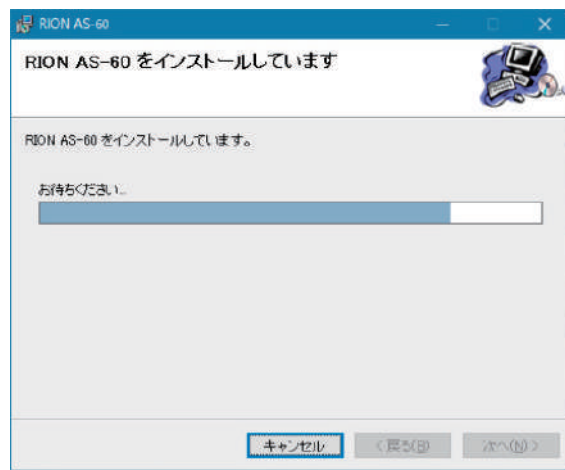 RION AS-60
RION AS-60 をインストールしています
RION AS-60 をインストールしています。
お待ちください...
キャンセル
< 戻る(B)
次へ(N) >